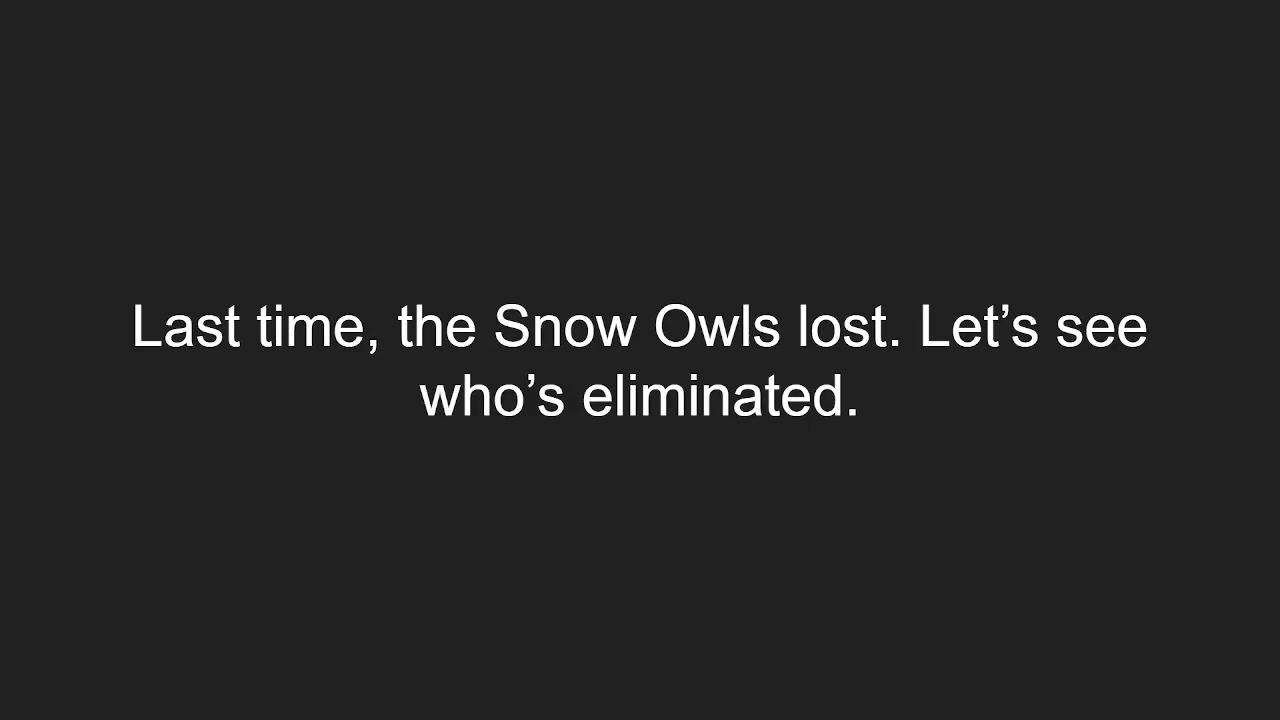 Last time, the Snow Owls lost. Let’s see
who’s eliminated.